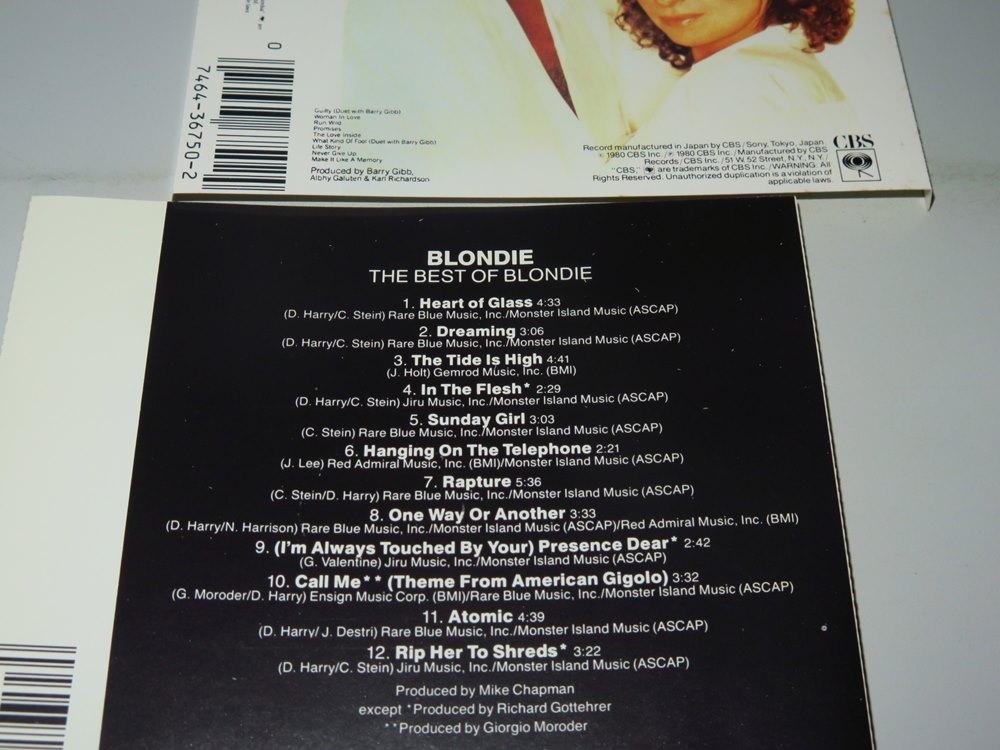 0
7464-36750-2
Guilty (Duet with Barry Gibb)
Woman In Love
Run Wild
Promises
The Love Inside
What Kind Of Fool (Duet with Barry Gibb)
Life Story
Never Give Up
Make It Like A Memory
Produced by Barry Gibb,
Albhy Galuten & Karl Richardson
Record manufactured in Japan by CBS/Sony, Tokyo, Japan
© 1980 CBS Inc./℗ 1980 CBS Inc./Manufactured by CBS
Records/CBS Inc./51 W. 52 Street, N.Y., N.Y./
"CBS," are trademarks of CBS Inc./WARNING: All
Rights Reserved. Unauthorized duplication is a violation of
applicable laws.
CBS
BLONDIE
THE BEST OF BLONDIE
1. Heart of Glass 4:33
(D. Harry/C. Stein) Rare Blue Music, Inc./Monster Island Music (ASCAP)
2. Dreaming 3:06
(D. Harry/C. Stein) Rare Blue Music, Inc./Monster Island Music (ASCAP)
3. The Tide Is High 4:41
(J. Holt) Gemrod Music, Inc. (BMI)
4. In The Flesh* 2:29
(D. Harry/C. Stein) Jiru Music, Inc./Monster Island Music (ASCAP)
5. Sunday Girl 3:03
(C. Stein) Rare Blue Music, Inc./Monster Island Music (ASCAP)
6. Hanging On The Telephone 2:21
(J. Lee) Red Admiral Music, Inc. (BMI)/Monster Island Music (ASCAP)
7. Rapture 5:36
(C. Stein/D. Harry) Rare Blue Music, Inc./Monster Island Music (ASCAP)
8. One Way Or Another 3:33
(D. Harry/N. Harrison) Rare Blue Music, Inc./Monster Island Music (ASCAP)/Red Admiral Music, Inc. (BMI)
9. (I'm Always Touched By Your) Presence Dear* 2:42
(G. Valentine) Jiru Music, Inc./Monster Island Music (ASCAP)
10. Call Me** (Theme From American Gigolo) 3:32
(G. Moroder/D. Harry) Ensign Music Corp. (BMI)/Rare Blue Music, Inc./Monster Island Music (ASCAP)
11. Atomic 4:39
(D. Harry/J. Destri) Rare Blue Music, Inc./Monster Island Music (ASCAP)
12. Rip Her To Shreds* 3:22
(D. Harry/C. Stein) Jiru Music, Inc./Monster Island Music (ASCAP)
Produced by Mike Chapman
except *Produced by Richard Gottehrer
**Produced by Giorgio Moroder